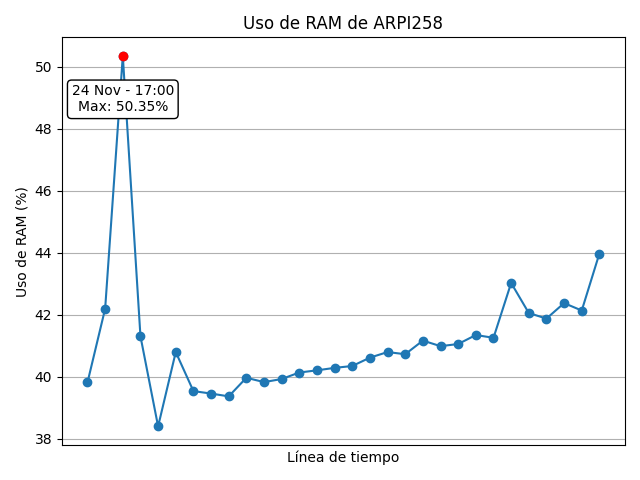 Uso de RAM de ARPI258
50
48
46
44
42
40
38
Uso de RAM (%)
24 Nov - 17:00
Max: 50.35%
Línea de tiempo